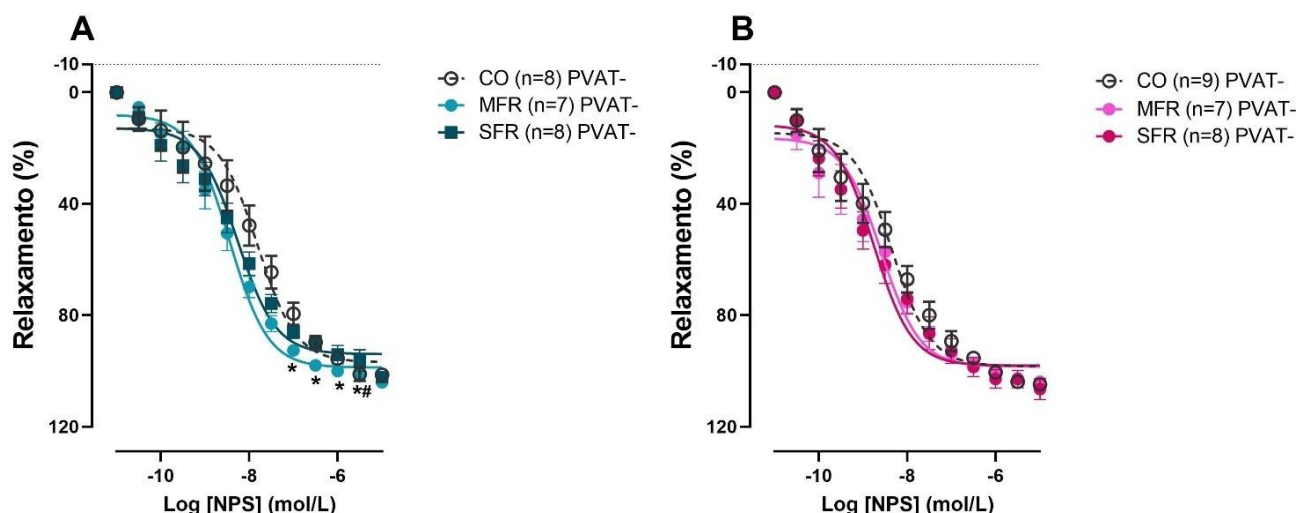 A
-10
0
40
80
120
Relaxamento (%)
-10 -8 -6
Log [NPS] (mol/L)
CO (n=8) PVAT-
MFR (n=7) PVAT-
SFR (n=8) PVAT-
* * * *#
B
-10
0
40
80
120
Relaxamento (%)
-10 -8 -6
Log [NPS] (mol/L)
CO (n=9) PVAT-
MFR (n=7) PVAT-
SFR (n=8) PVAT-